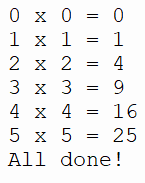 0 x 0 = 0
1 x 1 = 1
2 x 2 = 4
3 x 3 = 9
4 x 4 = 16
5 x 5 = 25
All done!